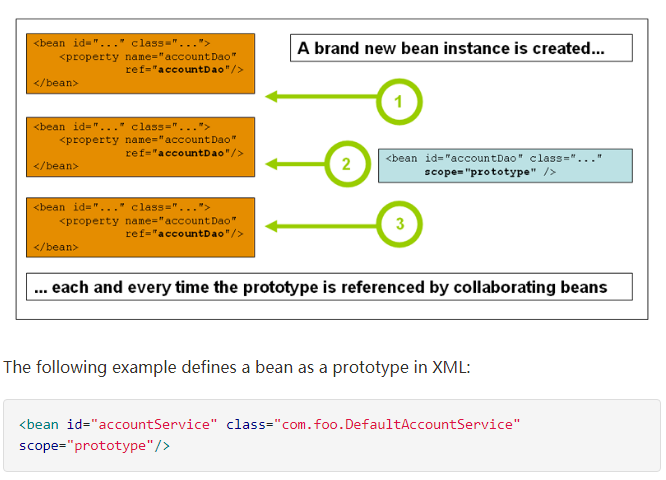 <bean id="..." class="...">
<property name="accountDao"
ref="accountDao"/>
</bean>
A brand new bean instance is created...
1
<bean id="..." class="...">
<property name="accountDao"
ref="accountDao"/>
</bean>
2
<bean id="accountDao" class="..."
scope="prototype" />
<bean id="..." class="...">
<property name="accountDao"
ref="accountDao"/>
</bean>
3
... each and every time the prototype is referenced by collaborating beans
The following example defines a bean as a prototype in XML:
<bean id="accountService" class="com.foo.DefaultAccountService"
scope="prototype"/>